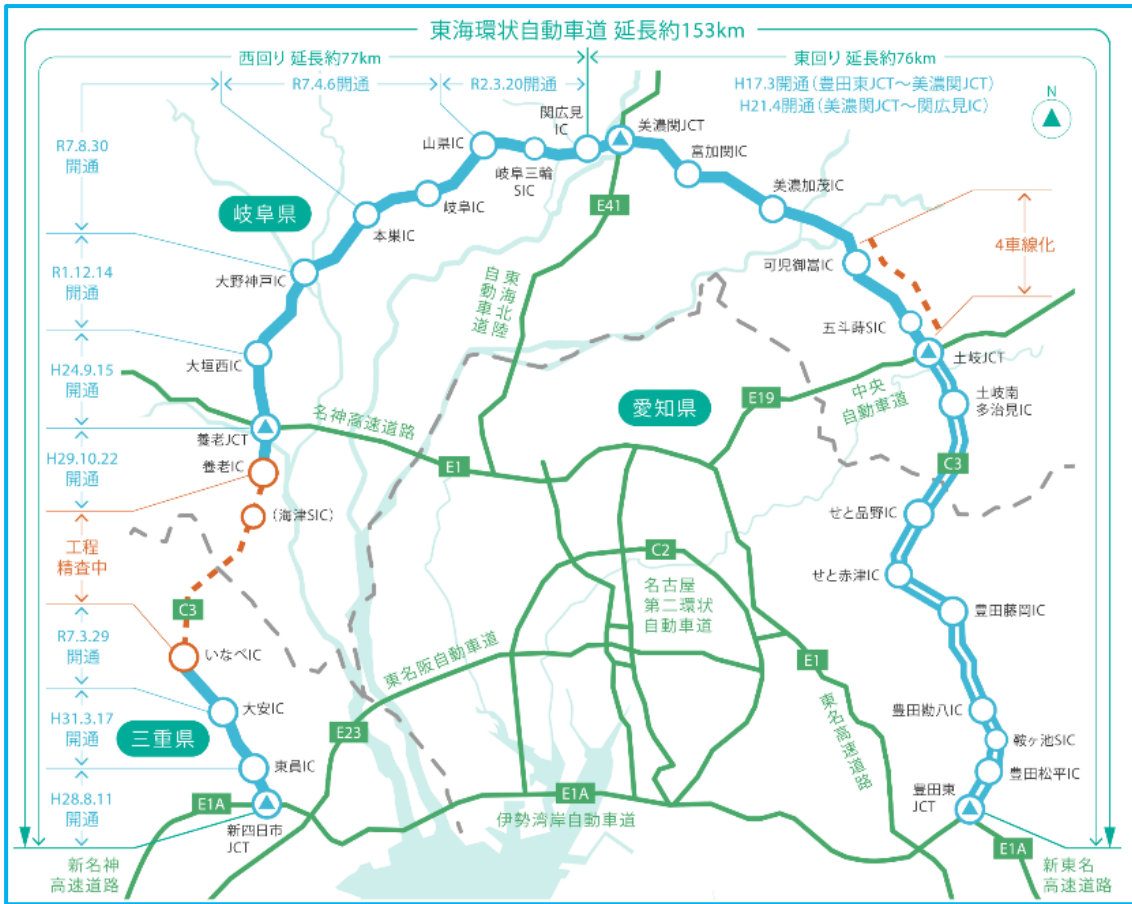 東海環状自動車道 延長約153km
西回り 延長約77km
東回り 延長約76km
R7.4.6開通
R2.3.20開通
H17.3開通(豊田東JCT〜美濃関JCT)
H21.4開通(美濃関JCT〜関広見IC)
N
関広見
IC
美濃関JCT
山県IC
岐阜三輪
SIC
富加関IC
R7.8.30
開通
岐阜県
岐阜IC
美濃加茂IC
E41
本巣IC
4車線化
東海北陸
自動車道
可児御嵩IC
大野神戸IC
R1.12.14
開通
五斗蒔SIC
大垣西IC
土岐JCT
H24.9.15
開通
中央
自動車道
E19
土岐南
多治見IC
愛知県
名神高速道路
養老JCT
E1
C3
H29.10.22
開通
養老IC
(海津SIC)
せと品野IC
工程
精査中
C2
せと赤津IC
名古屋
第二環状
自動車道
C3
豊田藤岡IC
R7.3.29
開通
いなべIC
東名阪自動車道
E1
大安IC
豊田勘八IC
H31.3.17
開通
三重県
E23
東名高速道路
鞍ヶ池SIC
東員IC
豊田松平IC
H28.8.11
開通
E1A
新四日市
JCT
E1A
伊勢湾岸自動車道
豊田東
JCT
E1A
新名神
高速道路
新東名
高速道路